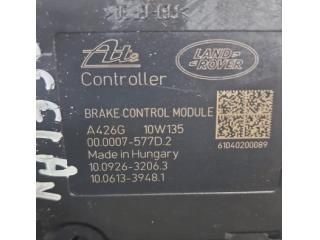 Ate
LAND
ROVER
Controller
BRAKE CONTROL MODULE
A426G 10W135
00.0007-577D.2
Made in Hungary
10.0926-3206.3
10.0613-3948.1
61040200089